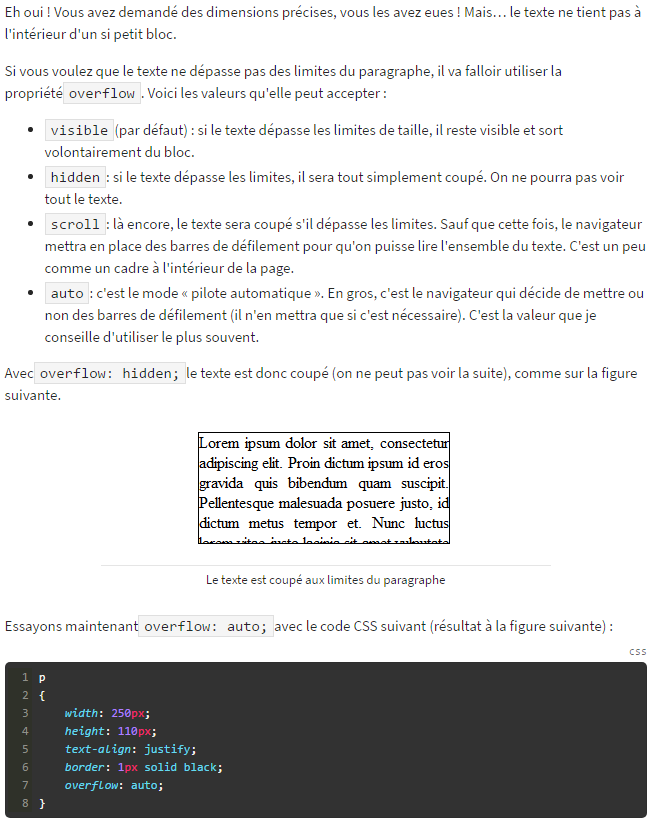 Eh oui ! Vous avez demandé des dimensions précises, vous les avez eues ! Mais… le texte ne tient pas à
l'intérieur d'un si petit bloc.
Si vous voulez que le texte ne dépasse pas des limites du paragraphe, il va falloir utiliser la
propriété overflow . Voici les valeurs qu'elle peut accepter :
visible (par défaut) : si le texte dépasse les limites de taille, il reste visible et sort
volontairement du bloc.
hidden : si le texte dépasse les limites, il sera tout simplement coupé. On ne pourra pas voir
tout le texte.
scroll : là encore, le texte sera coupé s'il dépasse les limites. Sauf que cette fois, le navigateur
mettra en place des barres de défilement pour qu'on puisse lire l'ensemble du texte. C'est un peu
comme un cadre à l'intérieur de la page.
auto : c'est le mode « pilote automatique ». En gros, c'est le navigateur qui décide de mettre ou
non des barres de défilement (il n'en mettra que si c'est nécessaire). C'est la valeur que je
conseille d'utiliser le plus souvent.
Avec overflow: hidden; le texte est donc coupé (on ne peut pas voir la suite), comme sur la figure
suivante.
Lorem ipsum dolor sit amet, consectetur
adipiscing elit. Proin dictum ipsum id eros
gravida quis bibendum quam suscipit.
Pellentesque malesuada posuere justo, id
dictum metus tempor et. Nunc luctus
lorem vitae justo lacinia sit amet vulputate
Le texte est coupé aux limites du paragraphe
Essayons maintenant overflow: auto; avec le code CSS suivant (résultat à la figure suivante) :
css
1 p
2 {
3 width: 250px;
4 height: 110px;
5 text-align: justify;
6 border: 1px solid black;
7 overflow: auto;
8 }